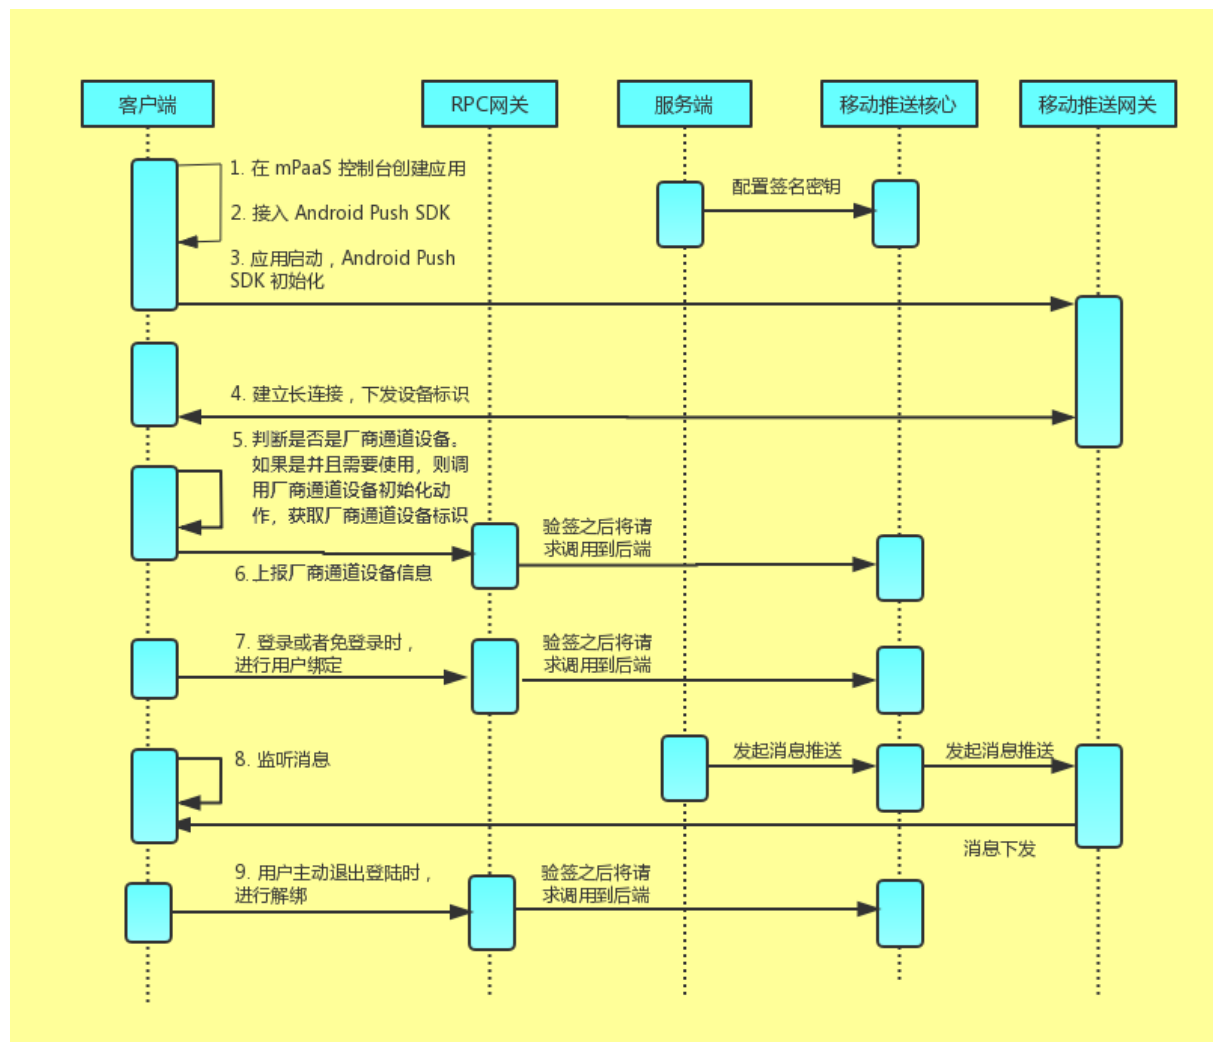 客户端
RPC网关
服务端
移动推送核心
移动推送网关
1. 在 mPaaS 控制台创建应用
2. 接入 Android Push SDK
3. 应用启动，Android Push
SDK 初始化
配置签名密钥
4. 建立长连接，下发设备标识
5. 判断是否是厂商通道设备。
如果是并且需要使用，则调
用厂商通道设备初始化动
作，获取厂商通道设备标识
验签之后将请
求调用到后端
6. 上报厂商通道设备信息
7. 登录或者免登录时，
进行用户绑定
验签之后将请
求调用到后端
发起消息推送
发起消息推送
8. 监听消息
消息下发
9. 用户主动退出登陆时，
进行解绑
验签之后将请
求调用到后端